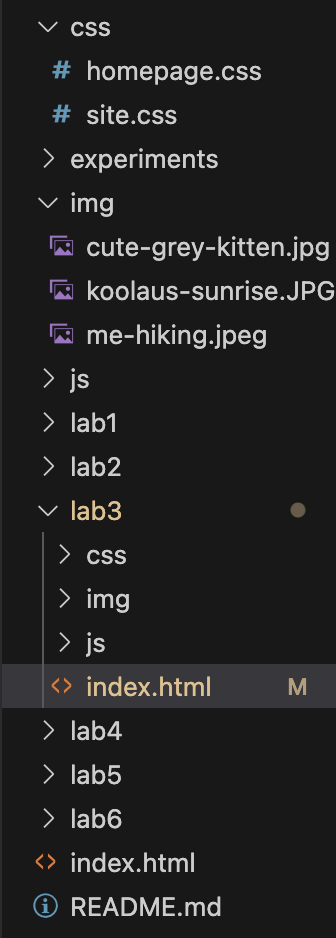 css
# homepage.css
# site.css
experiments
img
cute-grey-kitten.jpg
koolaus-sunrise.JPG
me-hiking.jpeg
js
lab1
lab2
lab3
css
img
js
<> index.html M
lab4
lab5
lab6
<> index.html
README.md